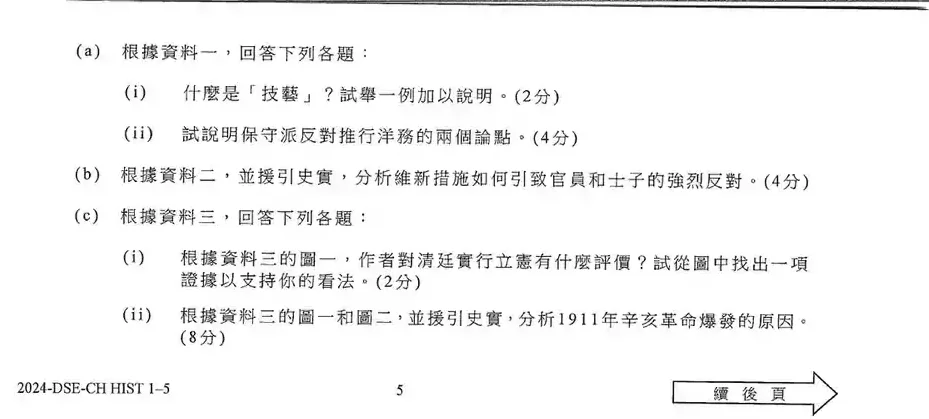 (a) 根據資料一，回答下列各題：
(i) 什麼是「技藝」？試舉一例加以說明。(2分)
(ii) 試說明保守派反對推行洋務的兩個論點。(4分)
(b) 根據資料二，並援引史實，分析維新措施如何引致官員和士子的強烈反對。(4分)
(c) 根據資料三，回答下列各題：
(i) 根據資料三的圖一，作者對清廷實行立憲有什麼評價？試從圖中找出一項
證據以支持你的看法。(2分)
(ii) 根據資料三的圖一和圖二，並援引史實，分析1911年辛亥革命爆發的原因。
(8分)
2024-DSE-CH HIST 1–5
5
續後頁